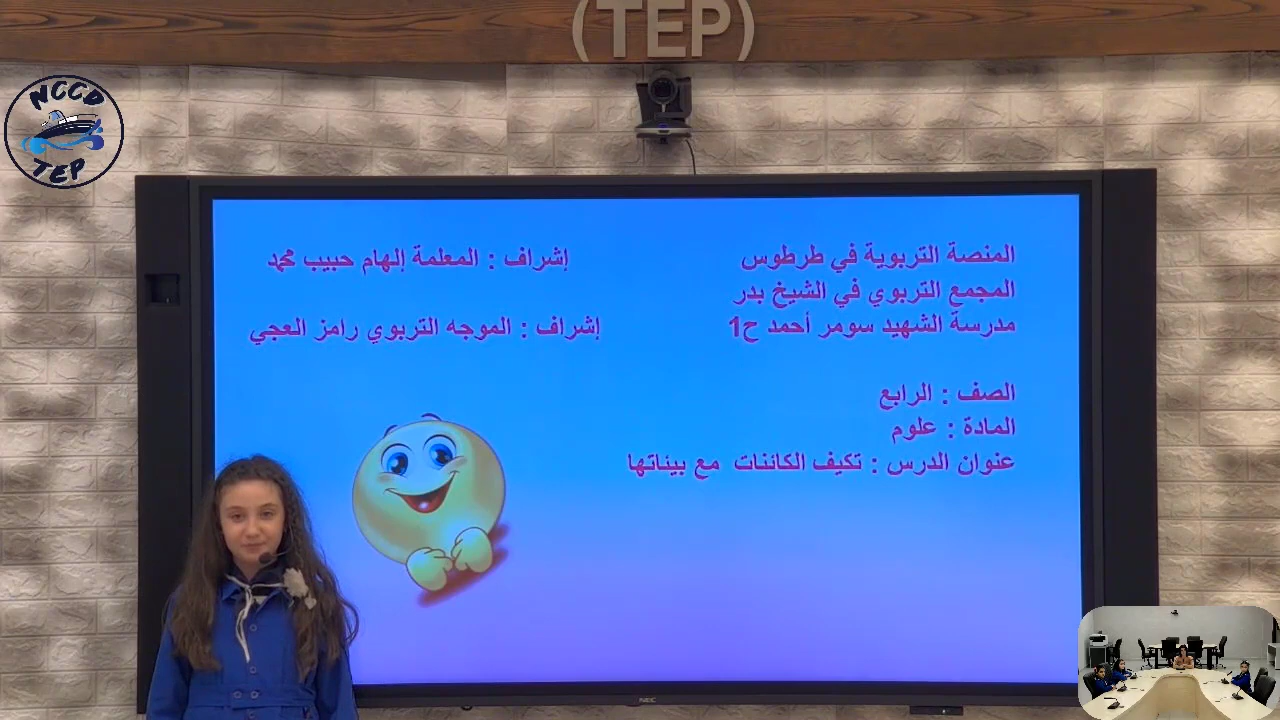 (TEP)
NCCD
TEP
المنصة التربوية في طرطوس
المجمع التربوي في الشيخ بدر
مدرسة الشهيد سومر أحمد ح1
إشراف : المعلمة إلهام حبيب محمد
إشراف : الموجه التربوي رامز العجي
الصف : الرابع
المادة : علوم
عنوان الدرس : تكيف الكائنات مع بيئاتها
NEC